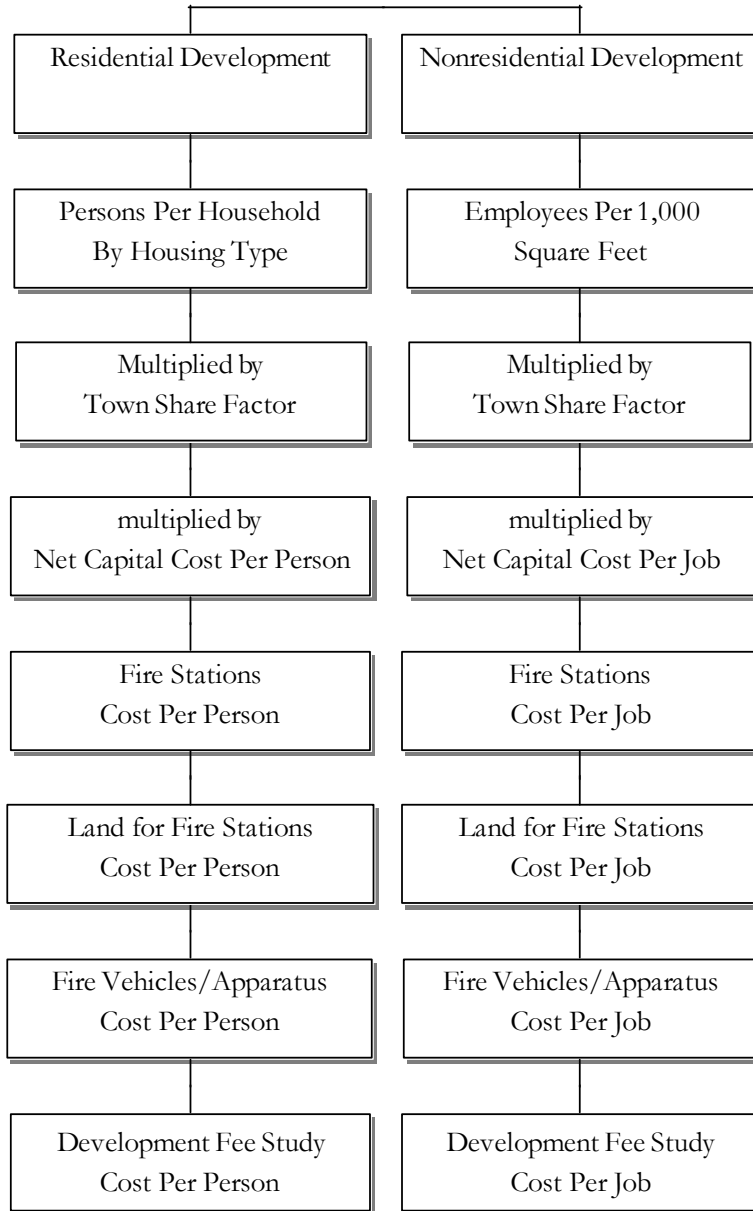 Residential Development
Persons Per Household
By Housing Type
Multiplied by
Town Share Factor
multiplied by
Net Capital Cost Per Person
Fire Stations
Cost Per Person
Land for Fire Stations
Cost Per Person
Fire Vehicles/Apparatus
Cost Per Person
Development Fee Study
Cost Per Person
Nonresidential Development
Employees Per 1,000
Square Feet
Multiplied by
Town Share Factor
multiplied by
Net Capital Cost Per Job
Fire Stations
Cost Per Job
Land for Fire Stations
Cost Per Job
Fire Vehicles/Apparatus
Cost Per Job
Development Fee Study
Cost Per Job